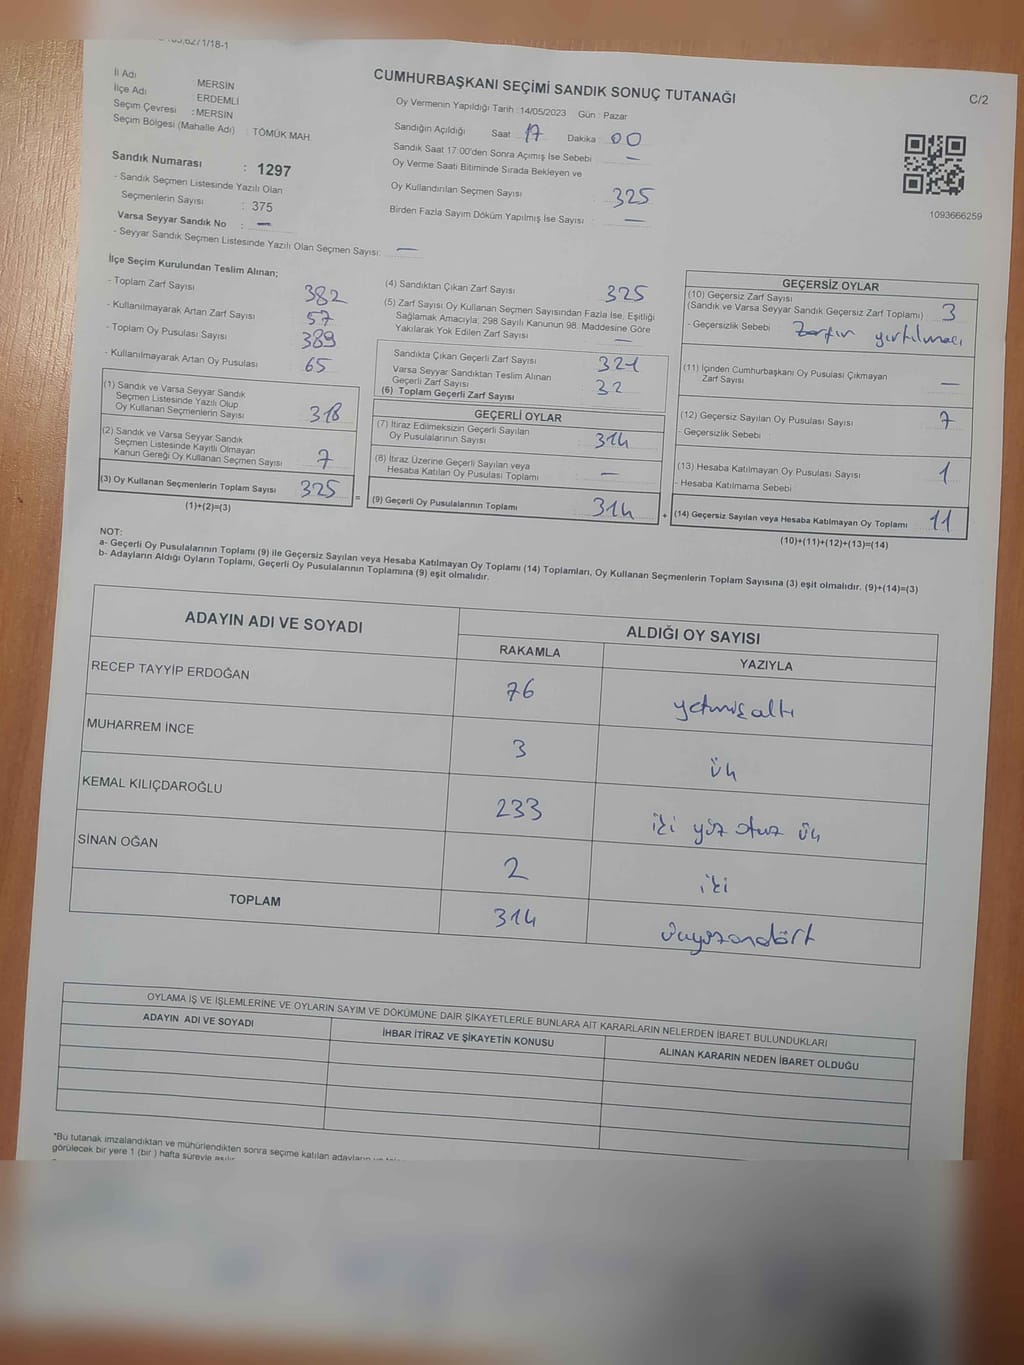 CUMHURBAŞKANI SEÇİMİ SANDIK SONUÇ TUTANAĞI
C/2
İl Adı MERSİN
İlçe Adı ERDEMLİ
Seçim Çevresi : MERSİN
Seçim Bölgesi (Mahalle Adı) : TÖMÜK MAH.
Sandık Numarası : 1297
- Sandık Seçmen Listesinde Yazılı Olan
Seçmenlerin Sayısı : 375
Varsa Seyyar Sandık No : —
- Seyyar Sandık Seçmen Listesinde Yazılı Olan Seçmen Sayısı: —
Oy Vermenin Yapıldığı Tarih :14/05/2023 Gün : Pazar
Sandığın Açıldığı Saat 17 Dakika 00
Sandık Saat 17:00'den Sonra Açımış İse Sebebi —
Oy Verme Saati Bitiminde Sırada Bekleyen ve
Oy Kullandırılan Seçmen Sayısı : 325
Birden Fazla Sayım Döküm Yapılmış İse Sayısı : —
1093666259
İlçe Seçim Kurulundan Teslim Alınan;
- Toplam Zarf Sayısı 382
- Kullanılmayarak Artan Zarf Sayısı 57
- Toplam Oy Pusulası Sayısı 389
- Kullanılmayarak Artan Oy Pusulası 65
(1) Sandık ve Varsa Seyyar Sandık
Seçmen Listesinde Yazılı Olup
Oy Kullanan Seçmenlerin Sayısı 318
(2) Sandık ve Varsa Seyyar Sandık
Seçmen Listesinde Kayıtlı Olmayan
Kanun Gereği Oy Kullanan Seçmen Sayısı 7
(3) Oy Kullanan Seçmenlerin Toplam Sayısı 325
(1)+(2)=(3)
(4) Sandıktan Çıkan Zarf Sayısı 325
(5) Zarf Sayısı Oy Kullanan Seçmen Sayısından Fazla İse, Eşitliği
Sağlamak Amacıyla; 298 Sayılı Kanunun 98. Maddesine Göre
Yakılarak Yok Edilen Zarf Sayısı —
Sandıkta Çıkan Geçerli Zarf Sayısı 321
Varsa Seyyar Sandıktan Teslim Alınan
Geçerli Zarf Sayısı
(6) Toplam Geçerli Zarf Sayısı
GEÇERLİ OYLAR
(7) İtiraz Edilmeksizin Geçerli Sayılan
Oy Pusulalarının Sayısı 314
(8) İtiraz Üzerine Geçerli Sayılan veya
Hesaba Katılan Oy Pusulası Toplamı —
= (9) Geçerli Oy Pusulalarının Toplamı 314
GEÇERSİZ OYLAR
(10) Geçersiz Zarf Sayısı
(Sandık ve Varsa Seyyar Sandık Geçersiz Zarf Toplamı) 3
- Geçersizlik Sebebi : Zarfın yırtılması
(11) İçinden Cumhurbaşkanı Oy Pusulası Çıkmayan
Zarf Sayısı —
(12) Geçersiz Sayılan Oy Pusulası Sayısı 7
- Geçersizlik Sebebi :
(13) Hesaba Katılmayan Oy Pusulası Sayısı 1
- Hesaba Katılmama Sebebi
+ (14) Geçersiz Sayılan veya Hesaba Katılmayan Oy Toplamı 11
(10)+(11)+(12)+(13)=(14)
NOT:
a- Geçerli Oy Pusulalarının Toplamı (9) ile Geçersiz Sayılan veya Hesaba Katılmayan Oy Toplamı (14) Toplamları, Oy Kullanan Seçmenlerin Toplam Sayısına (3) eşit olmalıdır. (9)+(14)=(3)
b- Adayların Aldığı Oyların Toplamı, Geçerli Oy Pusulalarının Toplamına (9) eşit olmalıdır.
ADAYIN ADI VE SOYADI ALDIĞI OY SAYISI
RAKAMLA YAZIYLA
RECEP TAYYİP ERDOĞAN 76 yetmişaltı
MUHARREM İNCE 3 üç
KEMAL KILIÇDAROĞLU 233 iki yüz otuz üç
SİNAN OĞAN 2 iki
TOPLAM 314 üçyüzondört
OYLAMA İŞ VE İŞLEMLERİNE VE OYLARIN SAYIM VE DÖKÜMÜNE DAİR ŞİKAYETLERLE BUNLARA AİT KARARLARIN NELERDEN İBARET BULUNDUKLARI
ADAYIN ADI VE SOYADI İHBAR İTİRAZ VE ŞİKAYETİN KONUSU ALINAN KARARIN NEDEN İBARET OLDUĞU
*Bu tutanak imzalandıktan ve mühürlendikten sonra seçime katılan adayların
görülecek bir yere 1 (bir ) hafta süreyle asılır